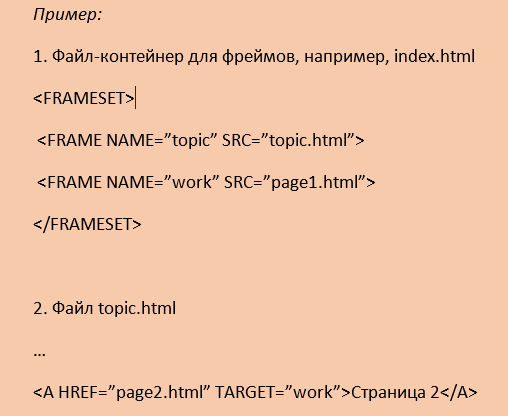 Пример:
1. Файл-контейнер для фреймов, например, index.html
<FRAMESET>
<FRAME NAME=”topic” SRC=”topic.html”>
<FRAME NAME=”work” SRC=”page1.html”>
</FRAMESET>
2. Файл topic.html
…
<A HREF=”page2.html” TARGET=”work”>Страница 2</A>